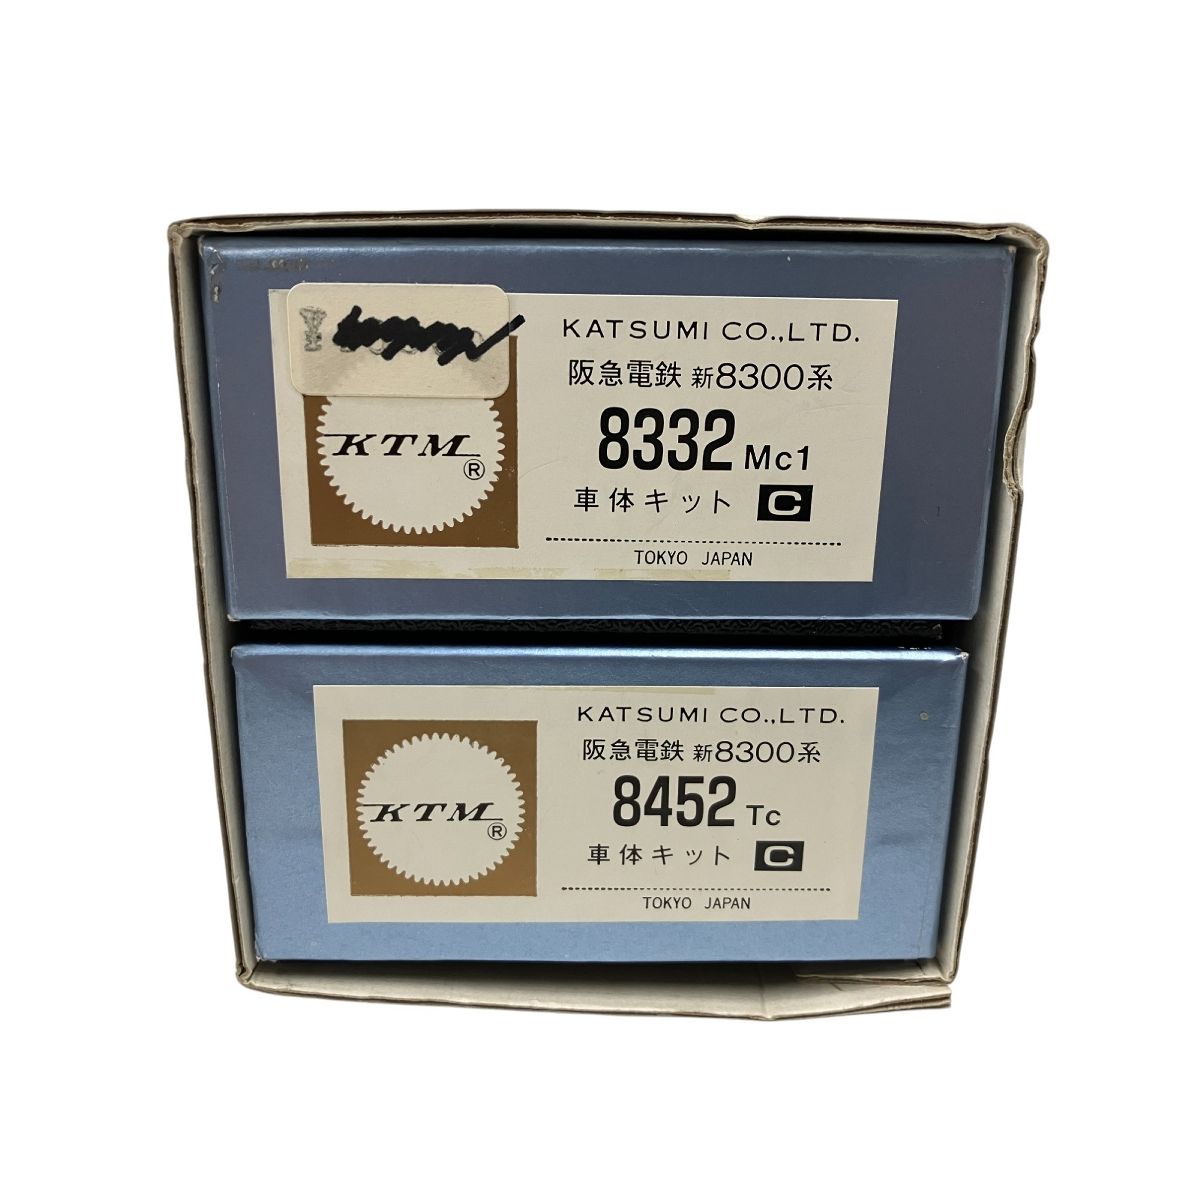 ¥
KATSUMI CO.,LTD.
阪急電鉄 新8300系
8332 Mc1
車体キット C
KTM ®
TOKYO JAPAN
KATSUMI CO.,LTD.
阪急電鉄 新8300系
8452 Tc
車体キット C
KTM ®
TOKYO JAPAN